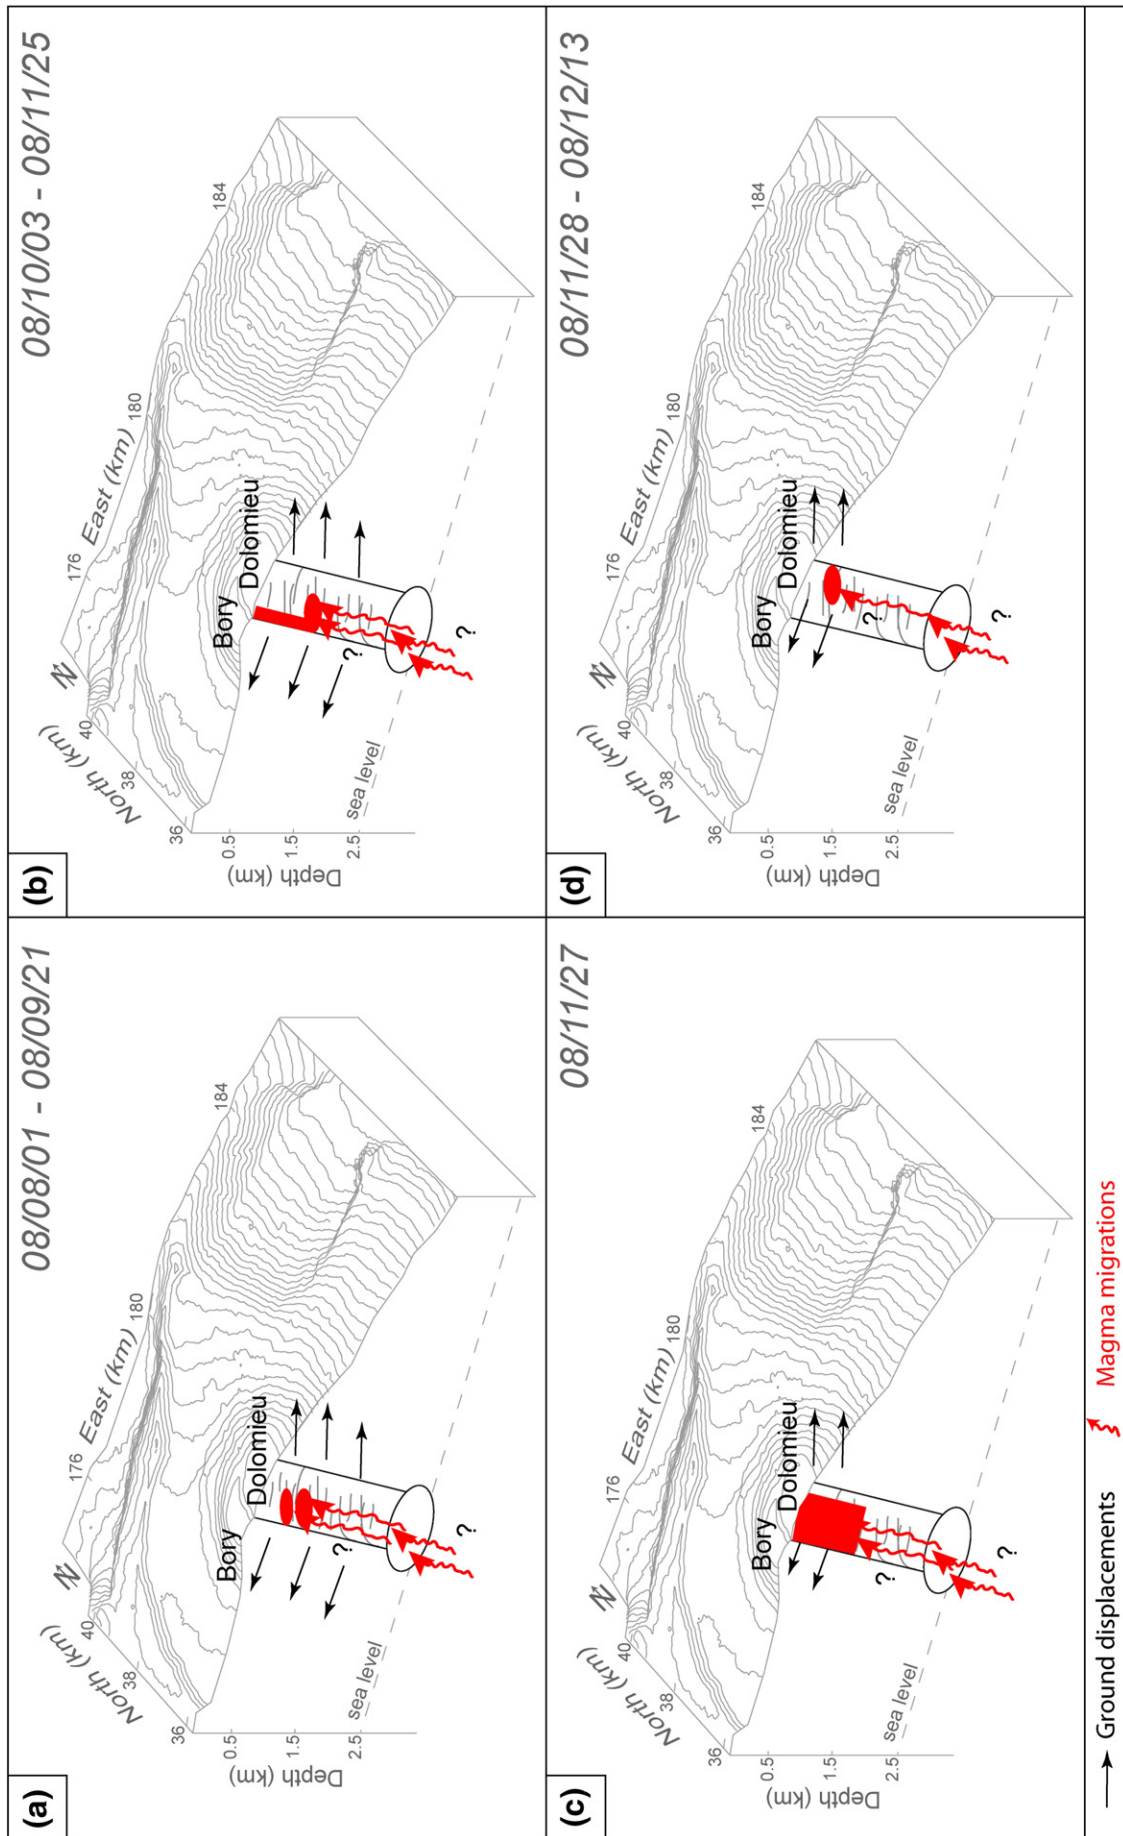 (a)
08/08/01 - 08/09/21
N
East (km)
176
180
184
North (km)
40
38
36
Bory
Dolomieu
0.5
1.5
2.5
Depth (km)
sea level
?
?
(b)
08/10/03 - 08/11/25
N
East (km)
176
180
184
North (km)
40
38
36
Bory
Dolomieu
0.5
1.5
2.5
Depth (km)
sea level
?
?
(c)
08/11/27
N
East (km)
176
180
184
North (km)
40
38
36
Bory
Dolomieu
0.5
1.5
2.5
Depth (km)
sea level
?
?
(d)
08/11/28 - 08/12/13
N
East (km)
176
180
184
North (km)
40
38
36
Bory
Dolomieu
0.5
1.5
2.5
Depth (km)
sea level
?
?
Ground displacements
Magma migrations